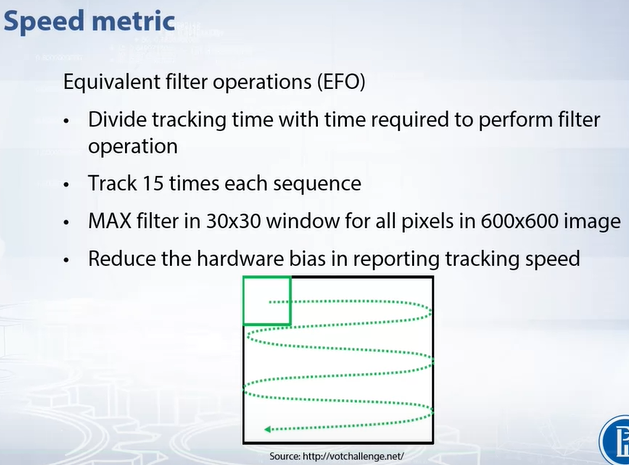 Speed metric
Equivalent filter operations (EFO)
• Divide tracking time with time required to perform filter
operation
• Track 15 times each sequence
• MAX filter in 30x30 window for all pixels in 600x600 image
• Reduce the hardware bias in reporting tracking speed
Source: http://votchallenge.net/